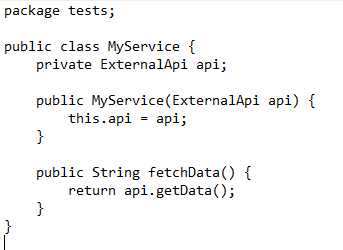 package tests;

public class MyService {
    private ExternalApi api;

    public MyService(ExternalApi api) {
        this.api = api;
    }

    public String fetchData() {
        return api.getData();
    }
}